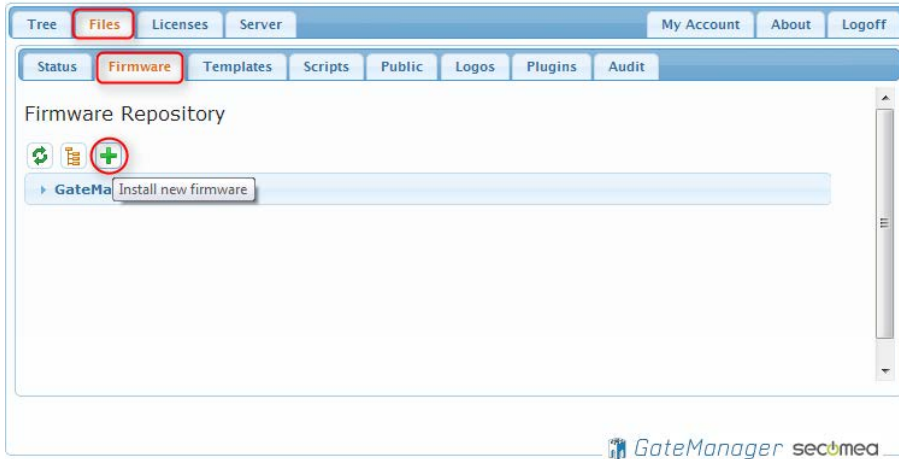 Tree Files Licenses Server My Account About Logoff
Status Firmware Templates Scripts Public Logos Plugins Audit
Firmware Repository
GateMa Install new firmware
GateManager secomea